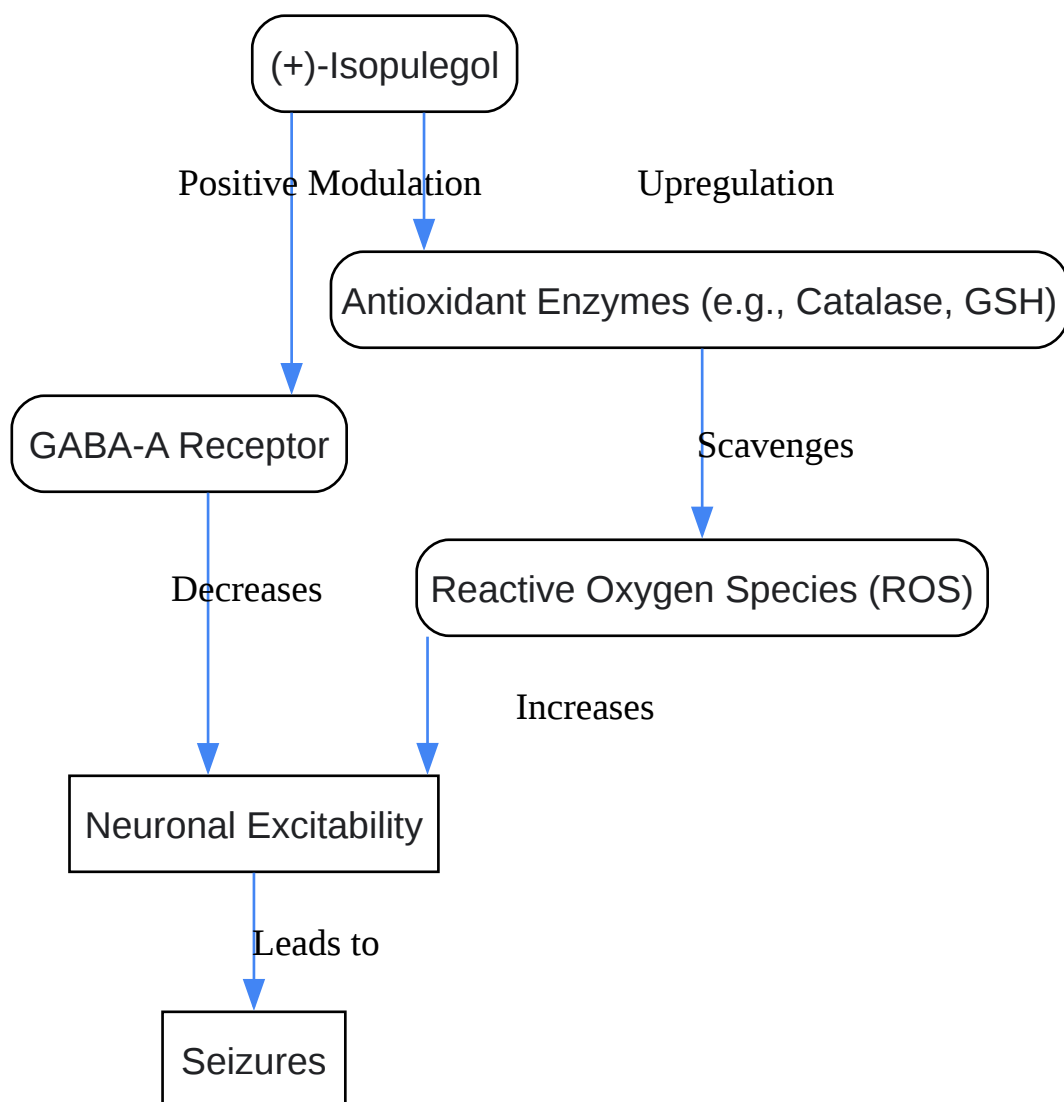 (+)-Isopulegol
Positive Modulation
Upregulation
Antioxidant Enzymes (e.g., Catalase, GSH)
GABA-A Receptor
Scavenges
Decreases
Reactive Oxygen Species (ROS)
Increases
Neuronal Excitability
Leads to
Seizures